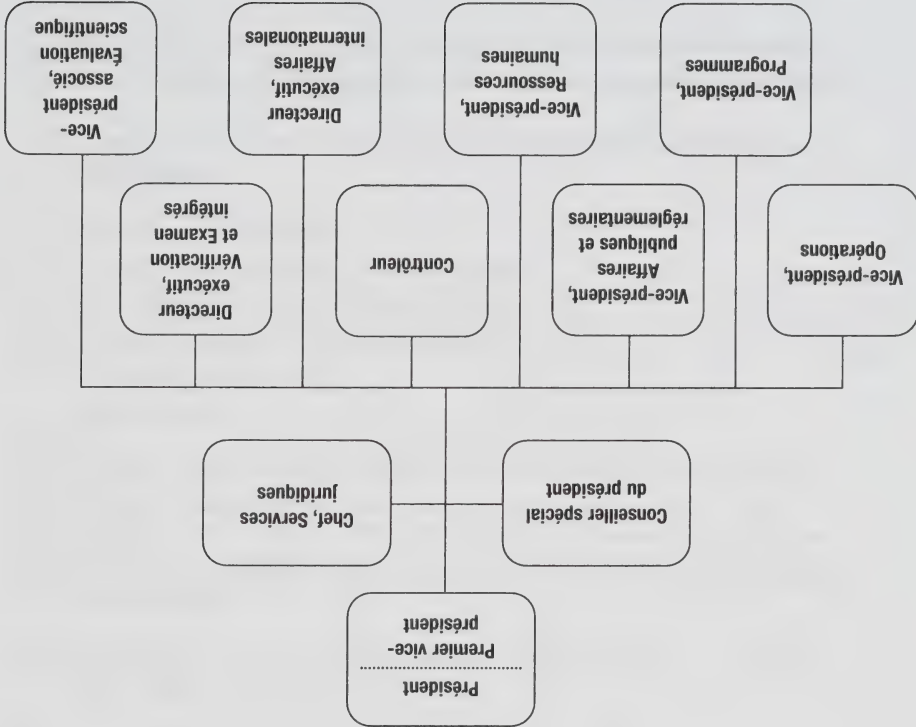 Président
Premier vice-
président
Conseiller spécial
du président
Chef, Services
juridiques
Vice-président,
Opérations
Vice-président,
Affaires
publiques et
réglementaires
Contrôleur
Directeur
exécutif,
Vérification
et Examen
intégrés
Vice-président,
Programmes
Vice-président,
Ressources
humaines
Directeur
exécutif,
Affaires
internationales
Vice-
président
associé,
Évaluation
scientifique